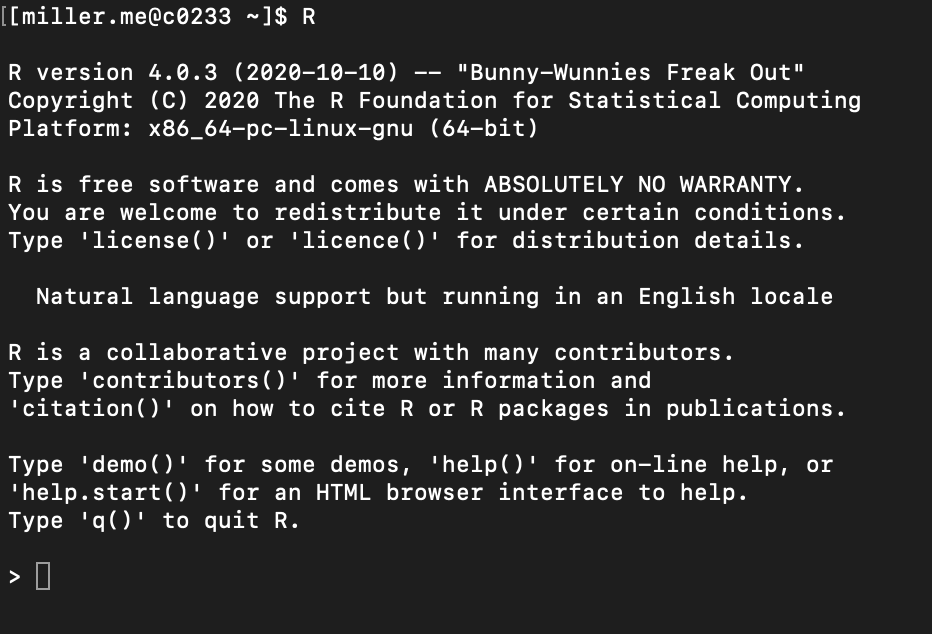 [[miller.me@c0233 ~]$ R
R version 4.0.3 (2020-10-10) -- "Bunny-Wunnies Freak Out"
Copyright (C) 2020 The R Foundation for Statistical Computing
Platform: x86_64-pc-linux-gnu (64-bit)
R is free software and comes with ABSOLUTELY NO WARRANTY.
You are welcome to redistribute it under certain conditions.
Type 'license()' or 'licence()' for distribution details.
Natural language support but running in an English locale
R is a collaborative project with many contributors.
Type 'contributors()' for more information and
'citation()' on how to cite R or R packages in publications.
Type 'demo()' for some demos, 'help()' for on-line help, or
'help.start()' for an HTML browser interface to help.
Type 'q()' to quit R.
>